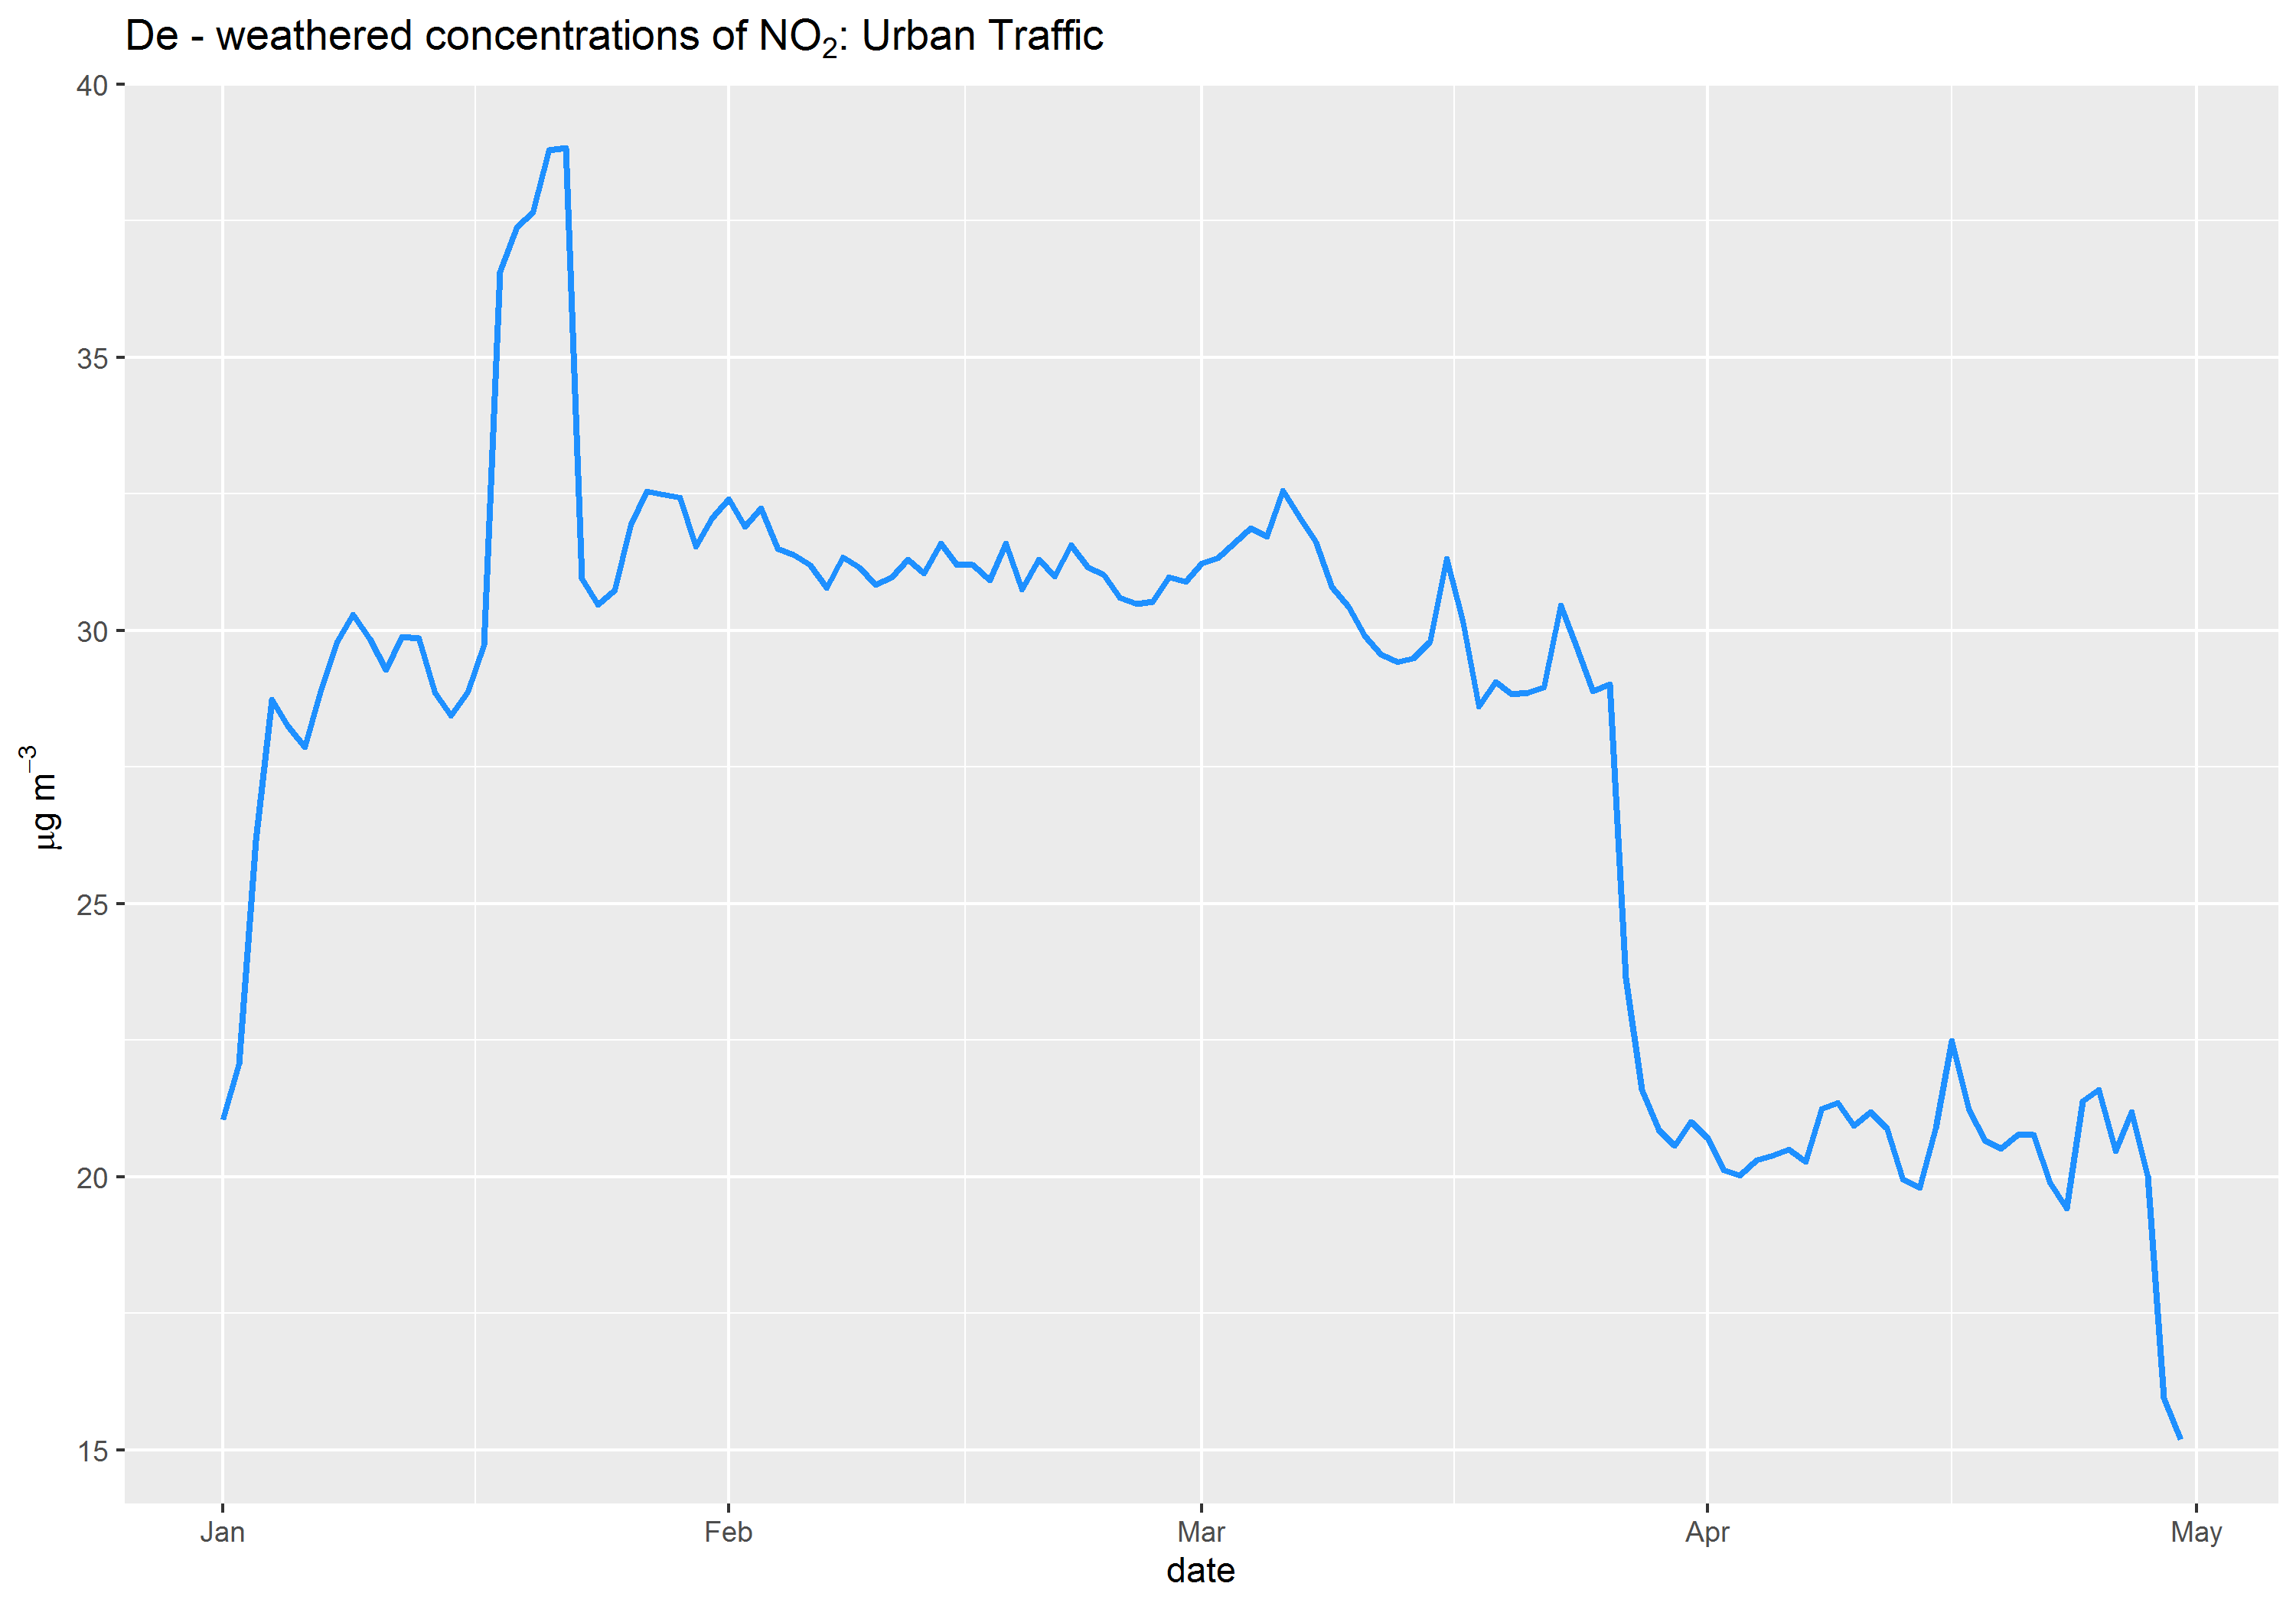 De - weathered concentrations of NO₂: Urban Traffic
40
35
30
25
20
15
µg m⁻³
Jan Feb Mar Apr May
date